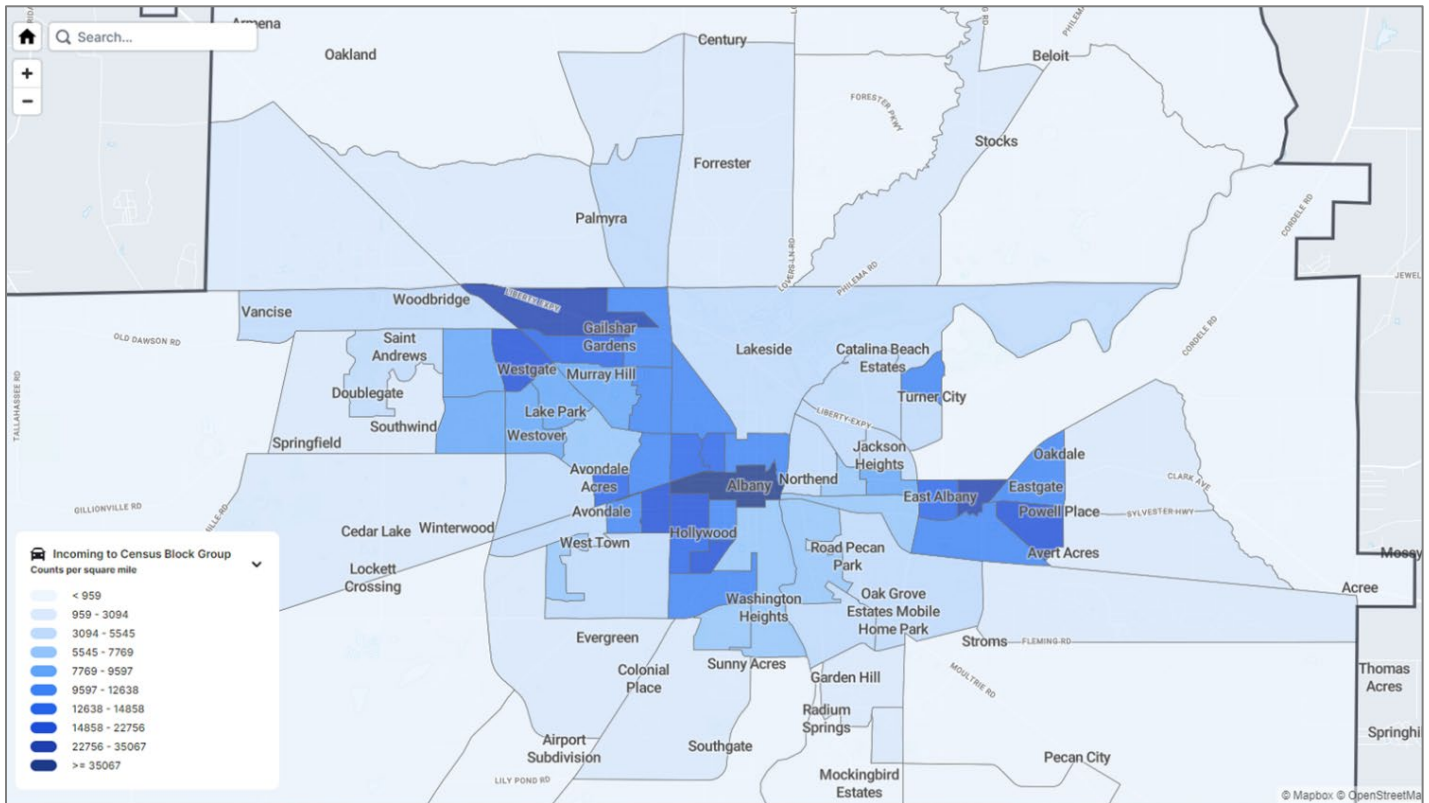 Armena
Search...
Oakland
Century
Beloit
FORESTER PKWY
Stocks
Forrester
Palmyra
CORDELE RD
LOVERS LN RD
PHILEMA RD
JEWEL
Woodbridge
LIBERTY EXPY
Vancise
OLD DAWSON RD
Saint
Andrews
Gailshar
Gardens
Lakeside
Catalina Beach
Estates
CORDELE RD
Westgate
Murray Hill
Doublegate
Turner City
TALLAHASSEE RD
Lake Park
LIBERTY-EXPY
Southwind
Springfield
Westover
Jackson
Heights
Oakdale
Avondale
Acres
Albany
Northend
CLARK AVE
Eastgate
East Albany
GILLIONVILLE RD
Avondale
Powell Place
SYLVESTER HWY
Cedar Lake
Winterwood
Hollywood
West Town
Road Pecan
Park
Avert Acres
Mossy
Incoming to Census Block Group
Counts per square mile
< 959
959 - 3094
3094 - 5545
5545 - 7769
7769 - 9597
9597 - 12638
12638 - 14858
14858 - 22756
22756 - 35067
>= 35067
Lockett
Crossing
Acree
Washington
Heights
Oak Grove
Estates Mobile
Home Park
Evergreen
Stroms
FLEMING RD
Sunny Acres
Colonial
Place
Garden Hill
MOULTRIE RD
Thomas
Acres
Radium
Springs
Springhi
Airport
Subdivision
Southgate
Pecan City
LILY POND RD
Mockingbird
Estates
© Mapbox © OpenStreetMa